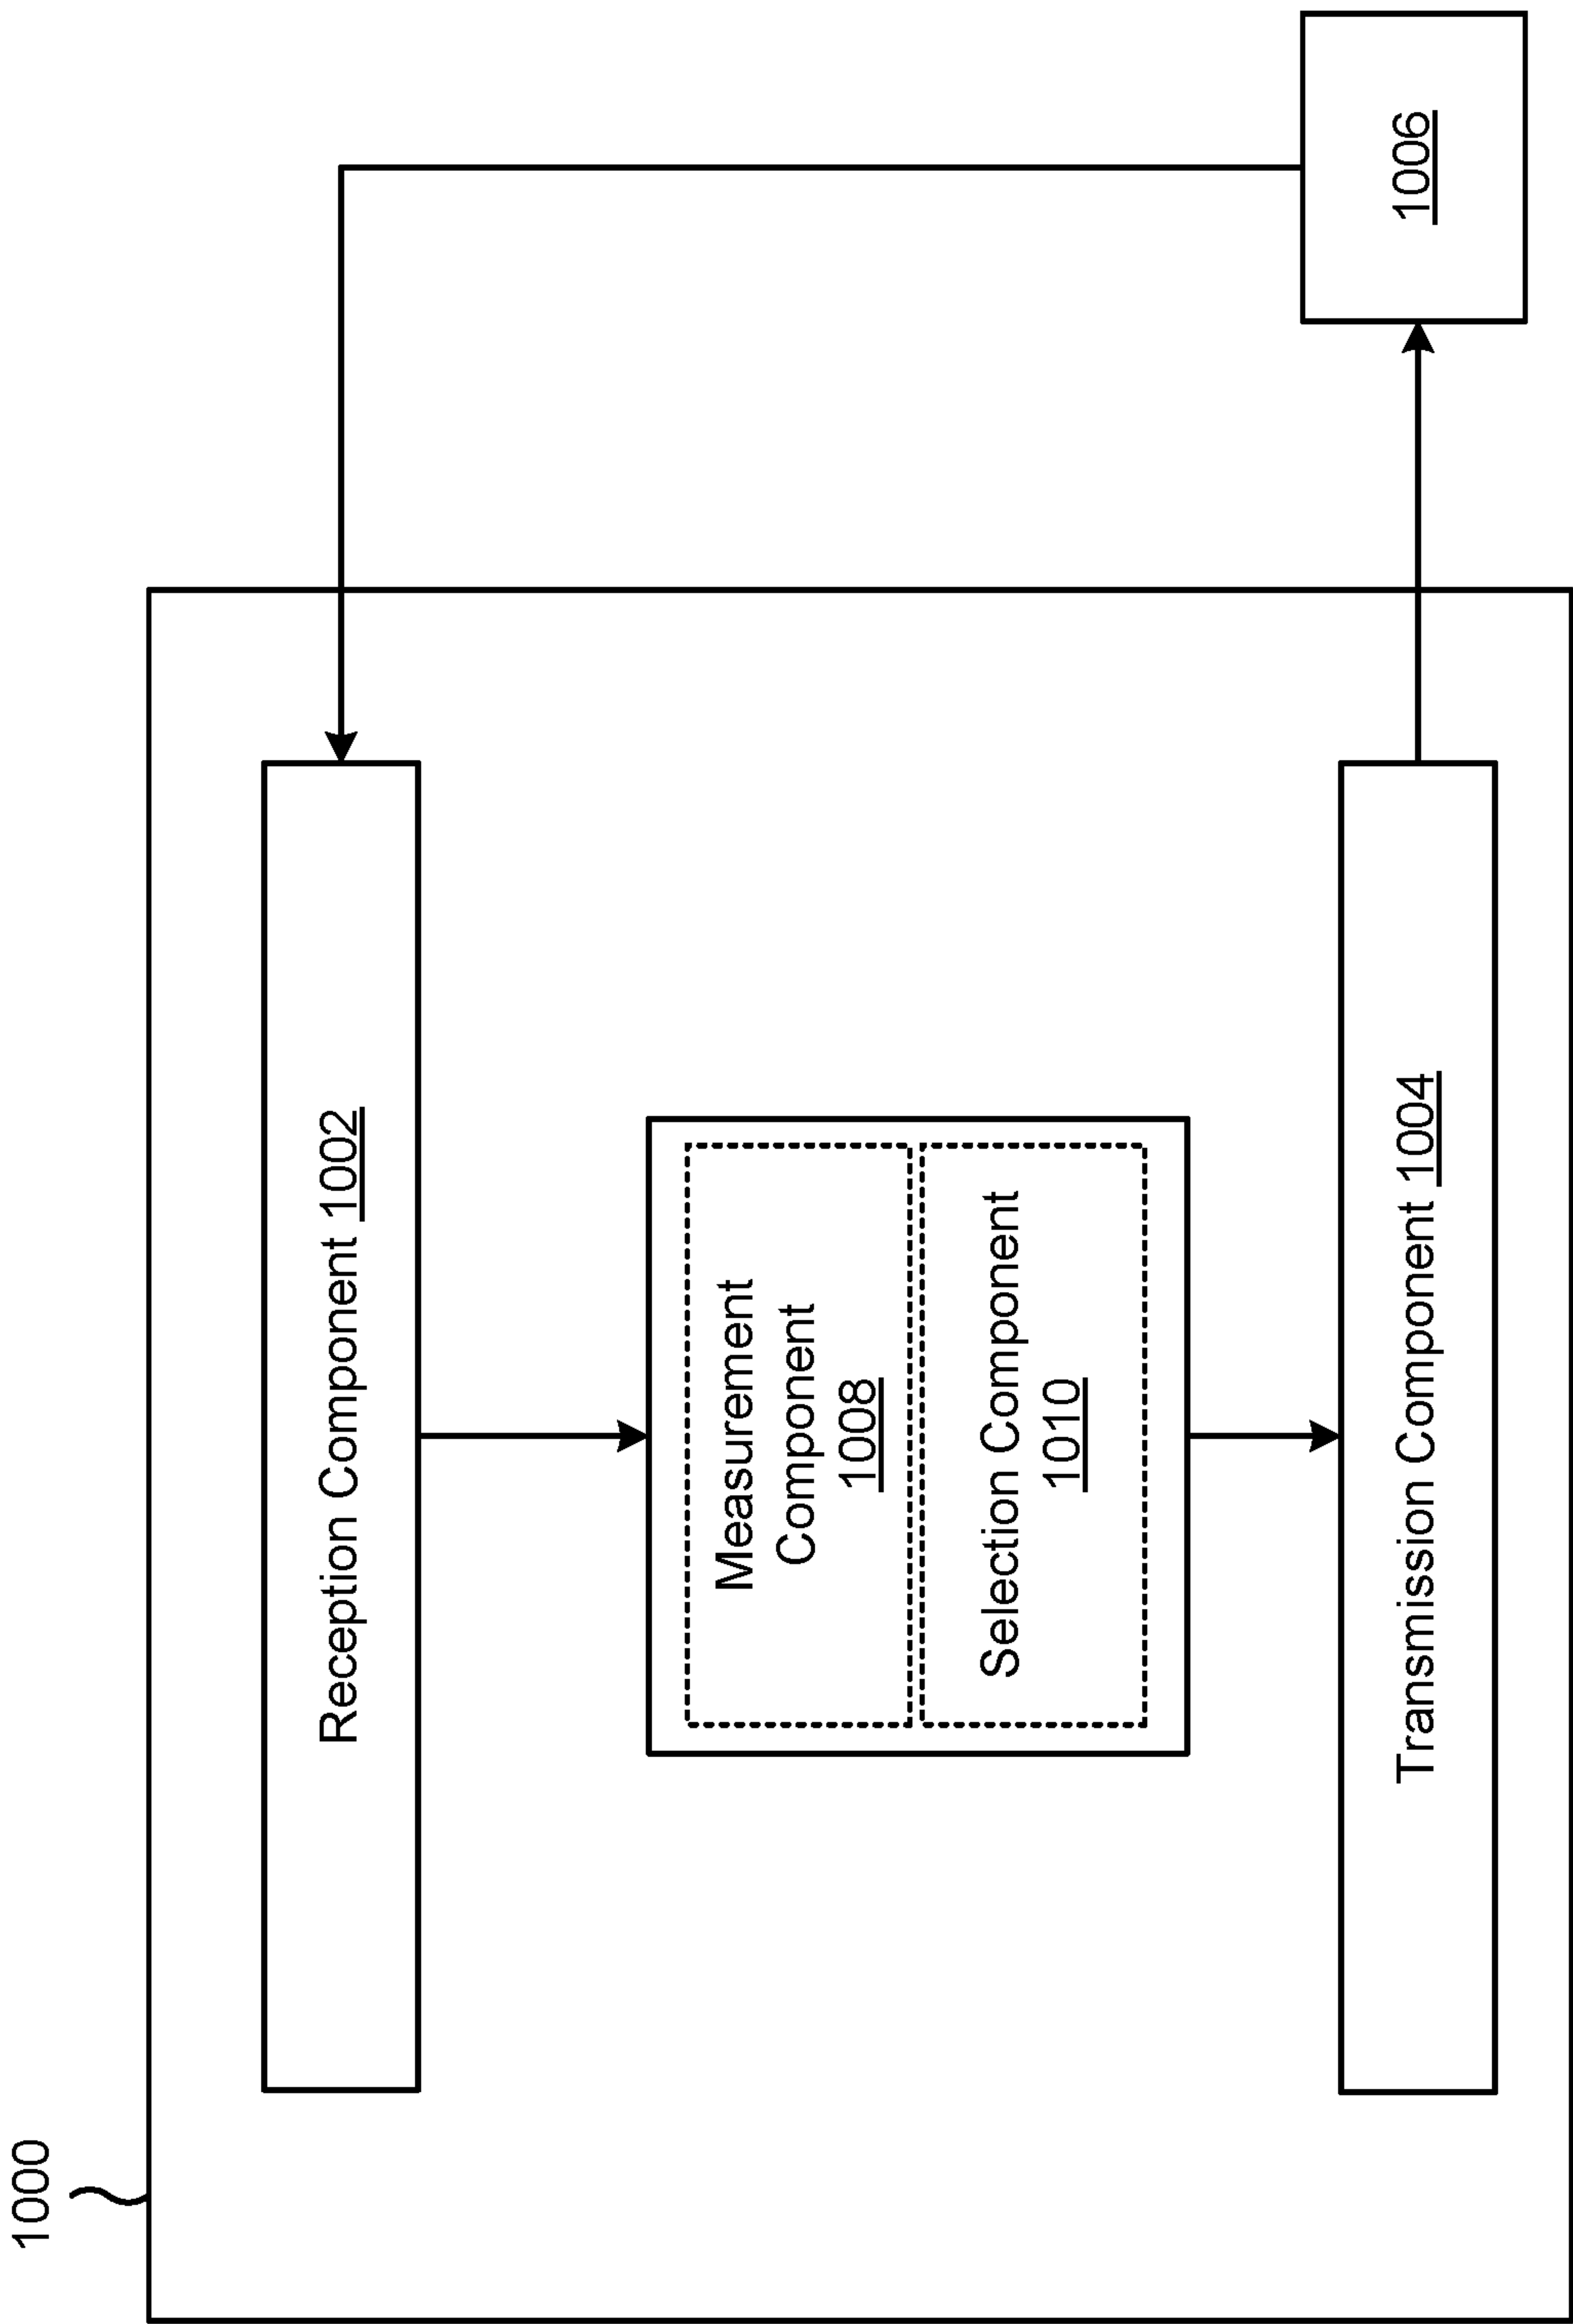 1000
Reception Component 1002
Measurement
Component
1008
Selection Component
1010
Transmission Component 1004
1006